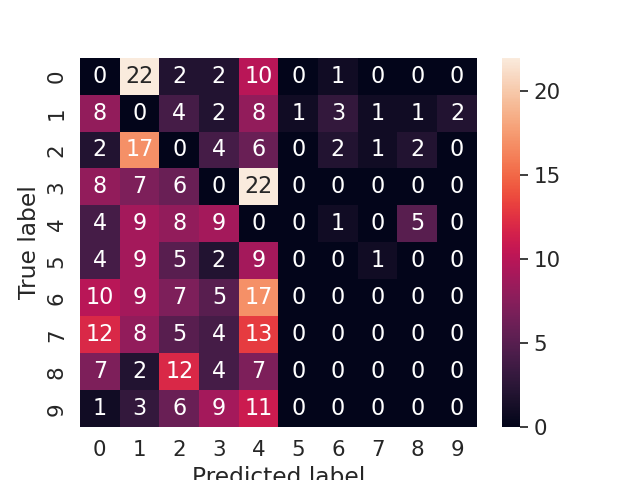 0 0 22 2 2 10 0 1 0 0 0
1 8 0 4 2 8 1 3 1 1 2
2 2 17 0 4 6 0 2 1 2 0
3 8 7 6 0 22 0 0 0 0 0
4 4 9 8 9 0 0 1 0 5 0
5 4 9 5 2 9 0 0 1 0 0
6 10 9 7 5 17 0 0 0 0 0
7 12 8 5 4 13 0 0 0 0 0
8 7 2 12 4 7 0 0 0 0 0
9 1 3 6 9 11 0 0 0 0 0
0 1 2 3 4 5 6 7 8 9
True label
Predicted label
20
15
10
5
0